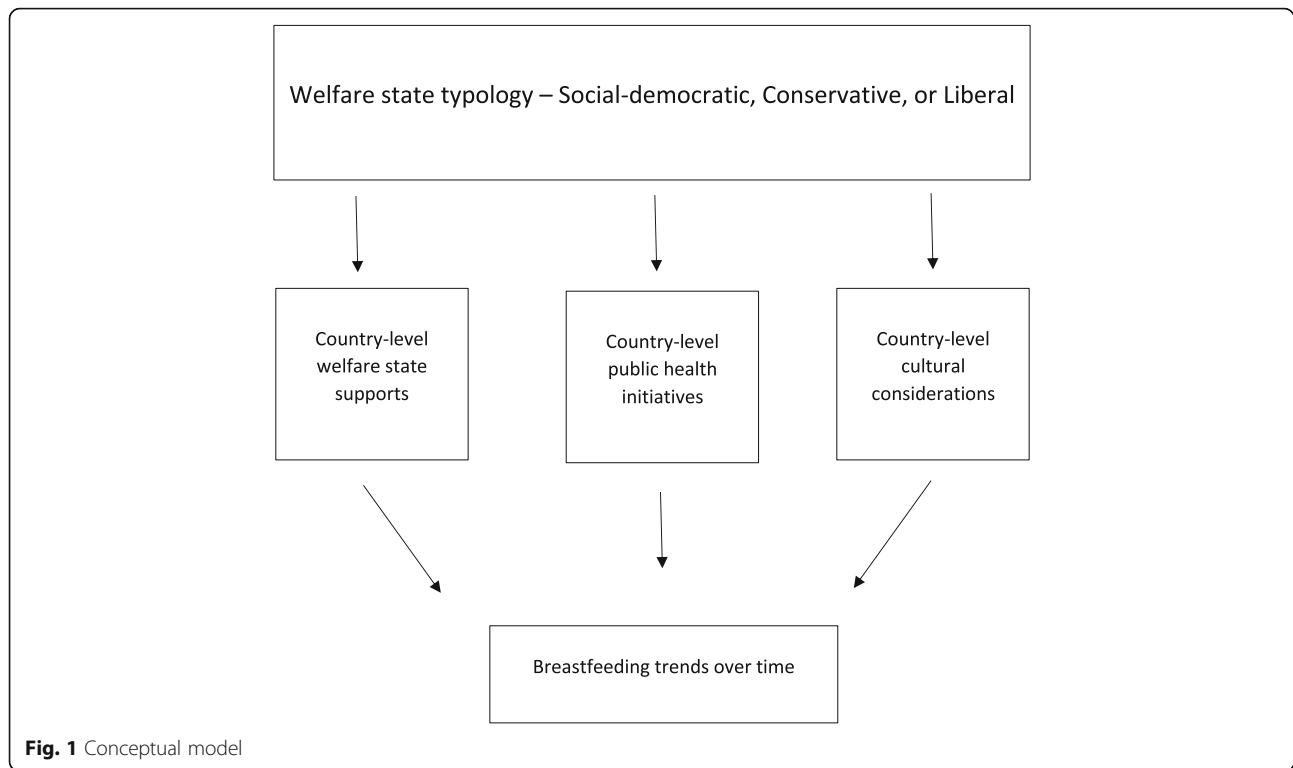 Welfare state typology – Social-democratic, Conservative, or Liberal
Country-level
welfare state
supports
Country-level
public health
initiatives
Country-level
cultural
considerations
Breastfeeding trends over time
Fig. 1 Conceptual model